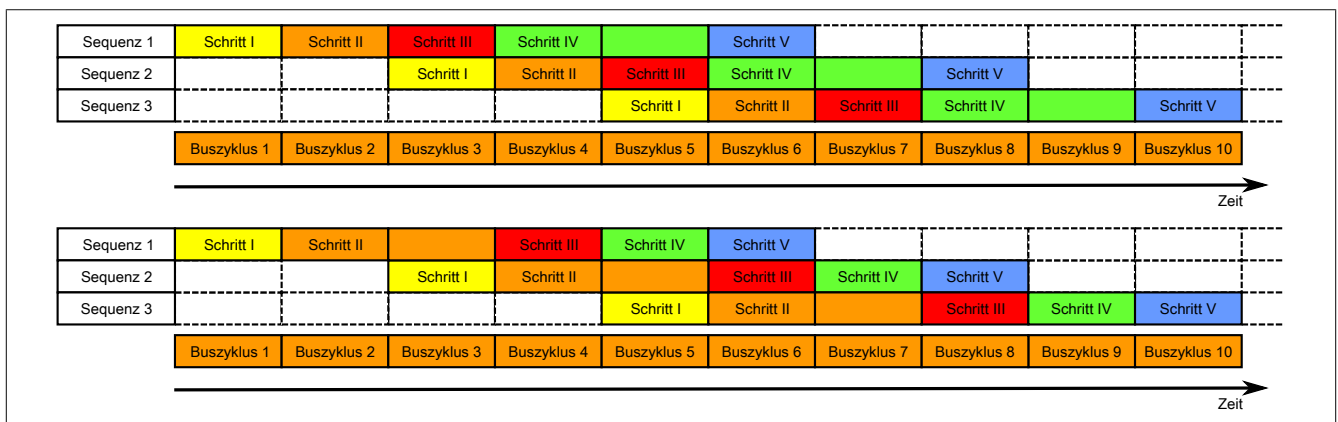 Sequenz 1 Schritt I Schritt II Schritt III Schritt IV Schritt V
Sequenz 2 Schritt I Schritt II Schritt III Schritt IV Schritt V
Sequenz 3 Schritt I Schritt II Schritt III Schritt IV Schritt V
Buszyklus 1 Buszyklus 2 Buszyklus 3 Buszyklus 4 Buszyklus 5 Buszyklus 6 Buszyklus 7 Buszyklus 8 Buszyklus 9 Buszyklus 10
Zeit
Sequenz 1 Schritt I Schritt II Schritt III Schritt IV Schritt V
Sequenz 2 Schritt I Schritt II Schritt III Schritt IV Schritt V
Sequenz 3 Schritt I Schritt II Schritt III Schritt IV Schritt V
Buszyklus 1 Buszyklus 2 Buszyklus 3 Buszyklus 4 Buszyklus 5 Buszyklus 6 Buszyklus 7 Buszyklus 8 Buszyklus 9 Buszyklus 10
Zeit